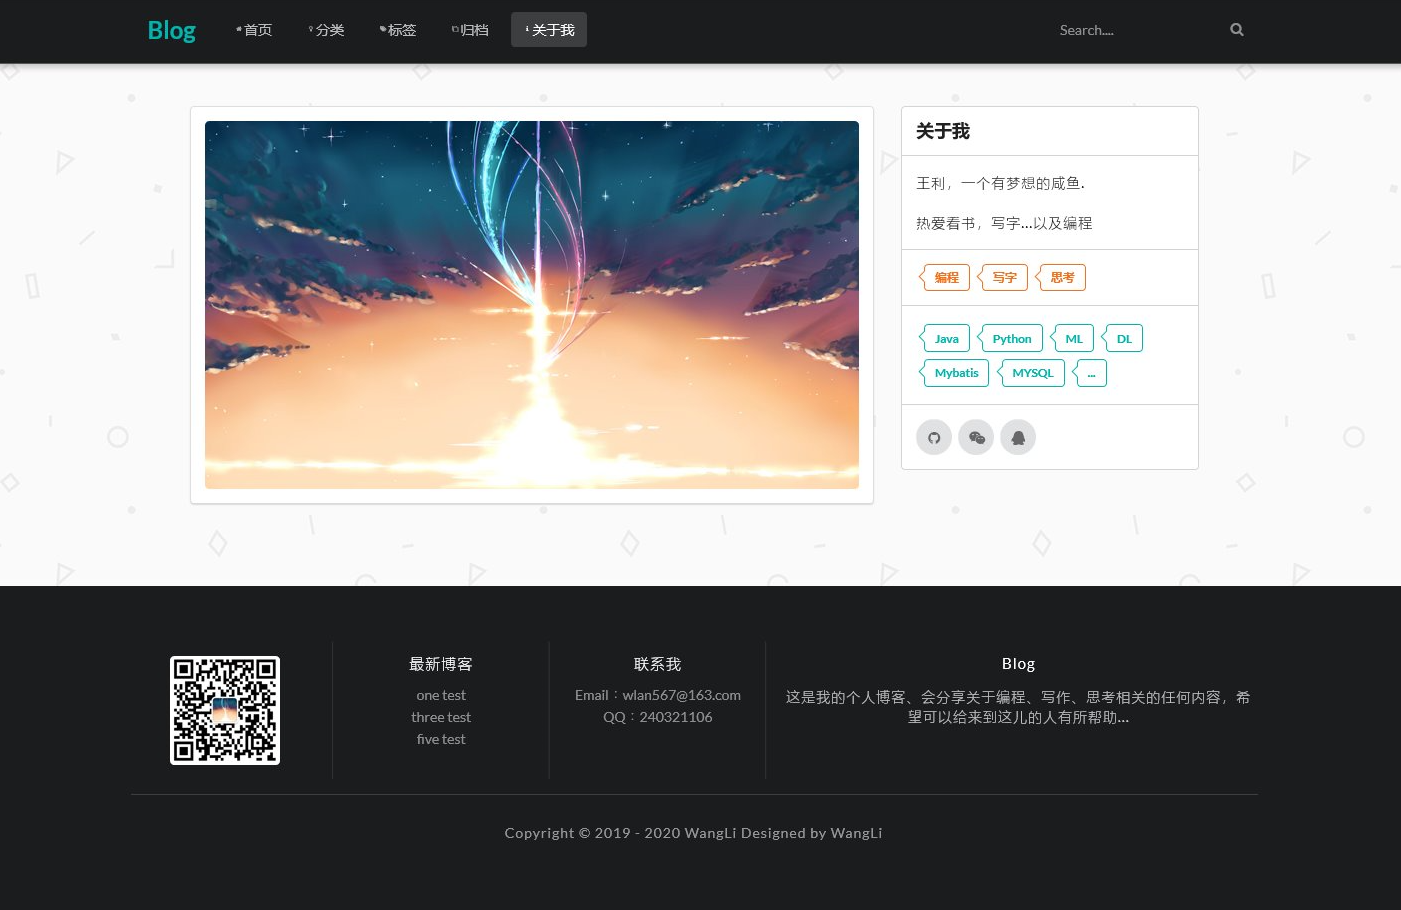 Blog
首页
分类
标签
归档
关于我
Search....
关于我
王利，一个有梦想的咸鱼.
热爱看书，写字...以及编程
编程 写字 思考
Java Python ML DL
Mybatis MYSQL ...
最新博客
one test
three test
five test
联系我
Email：wlan567@163.com
QQ：240321106
Blog
这是我的个人博客、会分享关于编程、写作、思考相关的任何内容，希
望可以给来到这儿的人有所帮助...
Copyright © 2019 - 2020 WangLi Designed by WangLi